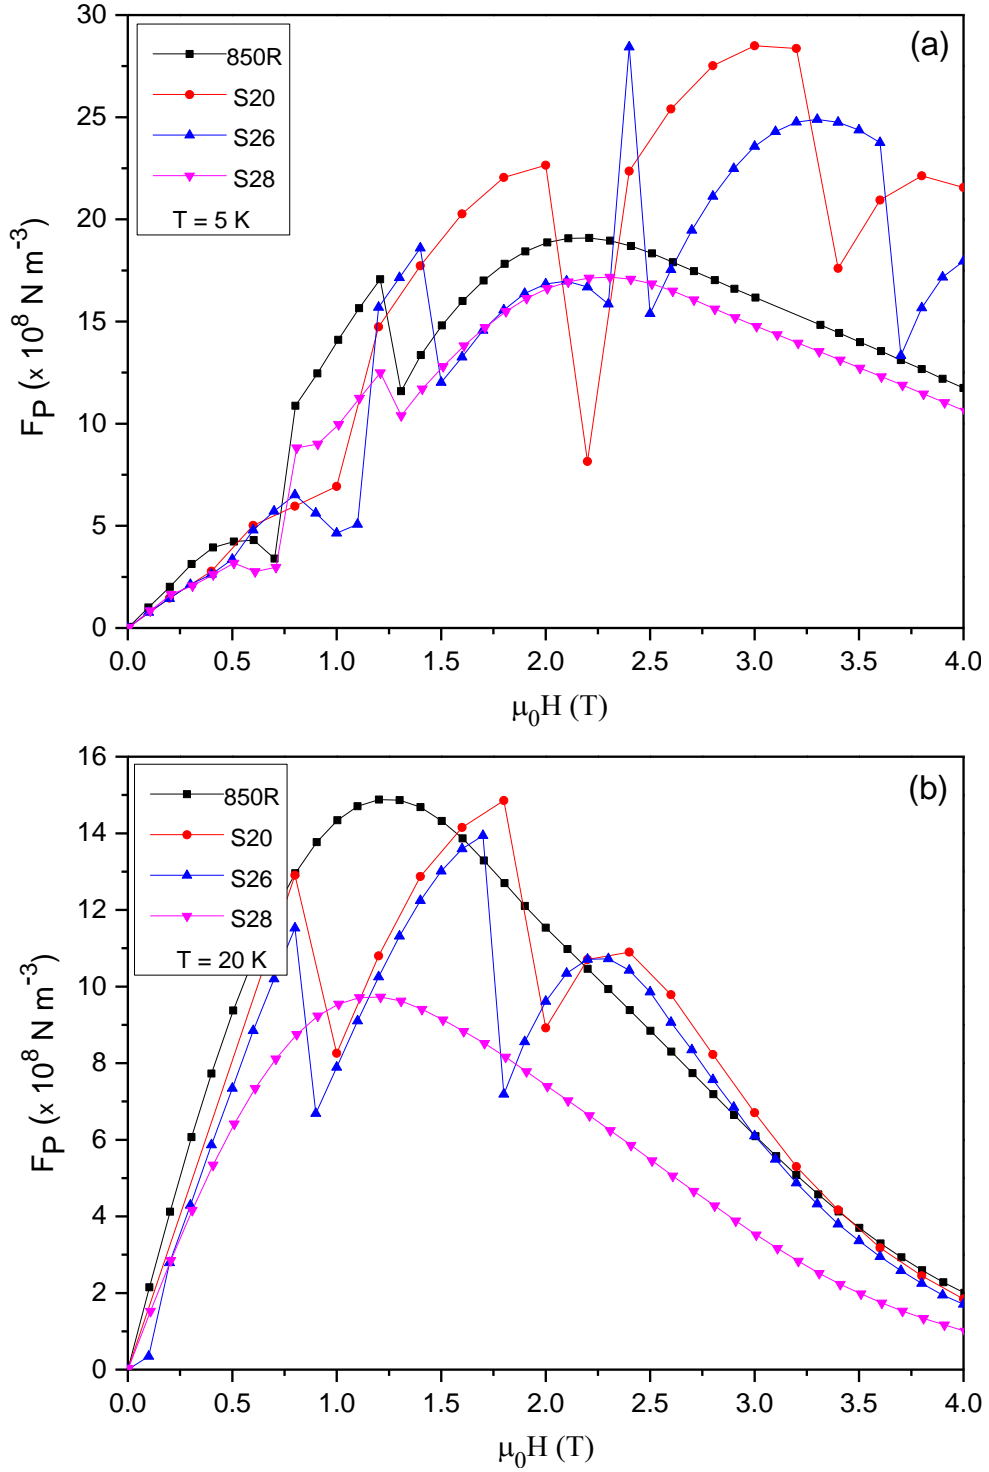 (a)
850R
S20
S26
S28
T = 5 K
30
25
20
15
10
5
0
F_P (x 10^8 N m^-3)
0.0 0.5 1.0 1.5 2.0 2.5 3.0 3.5 4.0
μ_0H (T)
(b)
850R
S20
S26
S28
T = 20 K
16
14
12
10
8
6
4
2
0
F_P (x 10^8 N m^-3)
0.0 0.5 1.0 1.5 2.0 2.5 3.0 3.5 4.0
μ_0H (T)